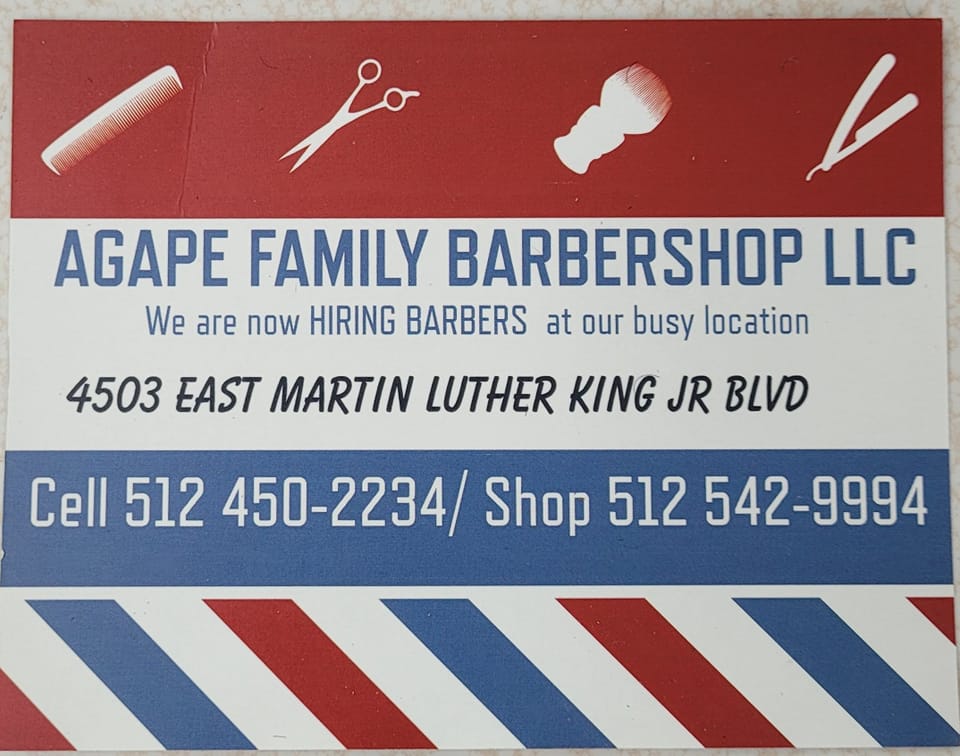 AGAPE FAMILY BARBERSHOP LLC
We are now HIRING BARBERS at our busy location
4503 EAST MARTIN LUTHER KING JR BLVD
Cell 512 450-2234/ Shop 512 542-9994